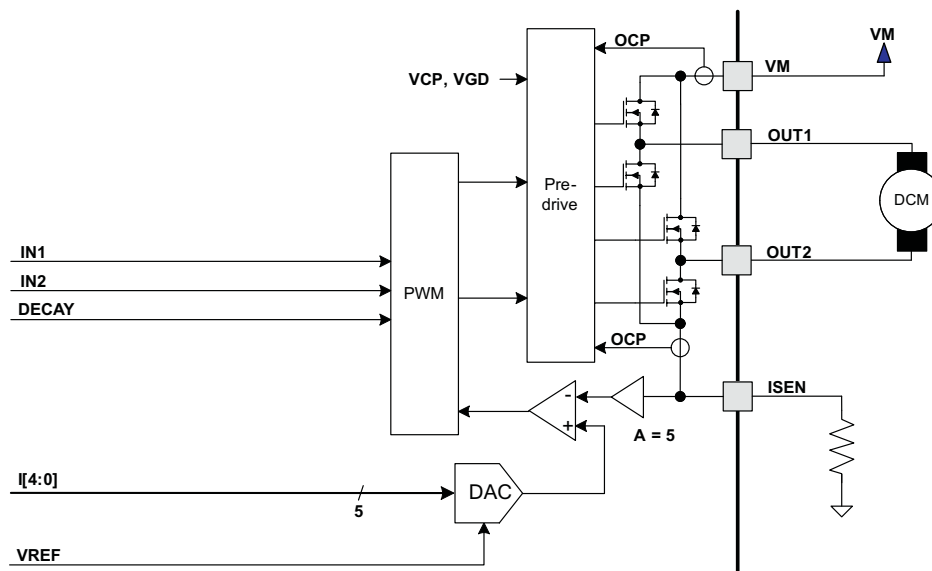 VM
OCP
VM
VCP, VGD
OUT1
Pre-
drive
DCM
IN1
OUT2
IN2
PWM
DECAY
OCP
ISEN
-
+
A = 5
I[4:0]
DAC
5
VREF